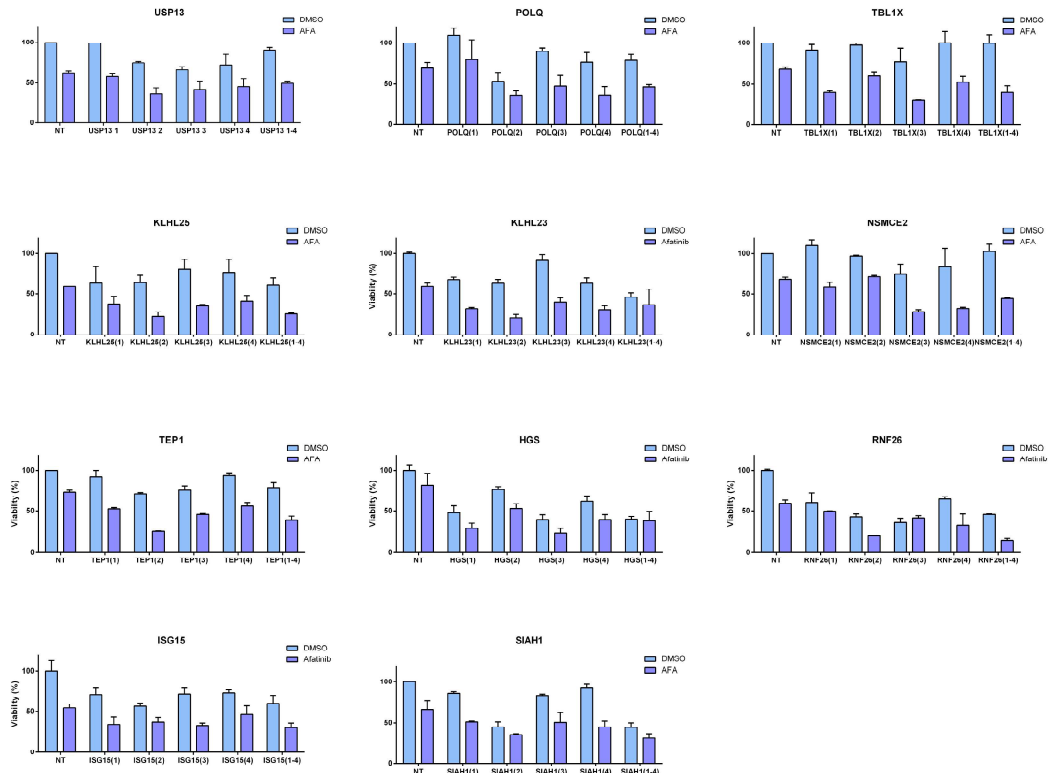 USP13
DMSO
AFA
100
50
0
NT USP13 1 USP13 2 USP13 3 USP13 4 USP13 1-4
POLQ
DMSO
AFA
100
50
0
NT POLQ(1) POLQ(2) POLQ(3) POLQ(4) POLQ(1-4)
TBL1X
DMSO
AFA
100
50
0
NT TBL1X(1) TBL1X(2) TBL1X(3) TBL1X(4) TBL1X(1-4)
KLHL25
DMSO
AFA
100
50
0
NT KLHL25(1) KLHL25(2) KLHL25(3) KLHL25(4) KLHL25(1-4)
KLHL23
DMSO
Afatinib
Viability (%)
100
50
0
NT KLHL23(1) KLHL23(2) KLHL23(3) KLHL23(4) KLHL23(1-4)
NSMCE2
DMSO
AFA
100
50
0
NT NSMCE2(1) NSMCE2(2) NSMCE2(3) NSMCE2(4) NSMCE2(1-4)
TEP1
DMSO
AFA
Viability (%)
100
50
0
NT TEP1(1) TEP1(2) TEP1(3) TEP1(4) TEP1(1-4)
HGS
DMSO
Afatinib
Viability (%)
100
50
0
NT HGS(1) HGS(2) HGS(3) HGS(4) HGS(1-4)
RNF26
DMSO
Afatinib
Viability (%)
100
50
0
NT RNF26(1) RNF26(2) RNF26(3) RNF26(4) RNF26(1-4)
ISG15
DMSO
Afatinib
Viability (%)
100
50
0
NT ISG15(1) ISG15(2) ISG15(3) ISG15(4) ISG15(1-4)
SIAH1
DMSO
AFA
100
50
0
NT SIAH1(1) SIAH1(2) SIAH1(3) SIAH1(4) SIAH1(1-4)